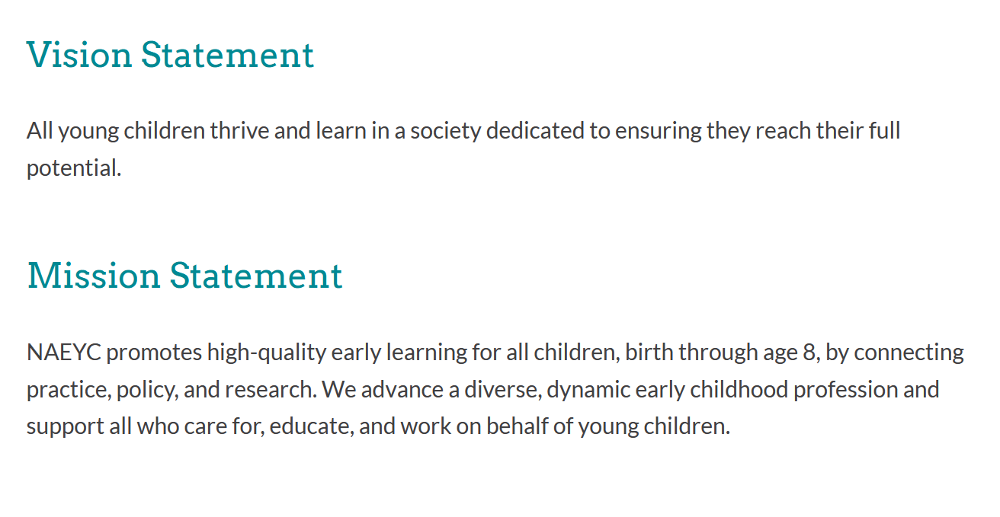 Vision Statement
All young children thrive and learn in a society dedicated to ensuring they reach their full
potential.
Mission Statement
NAEYC promotes high-quality early learning for all children, birth through age 8, by connecting
practice, policy, and research. We advance a diverse, dynamic early childhood profession and
support all who care for, educate, and work on behalf of young children.